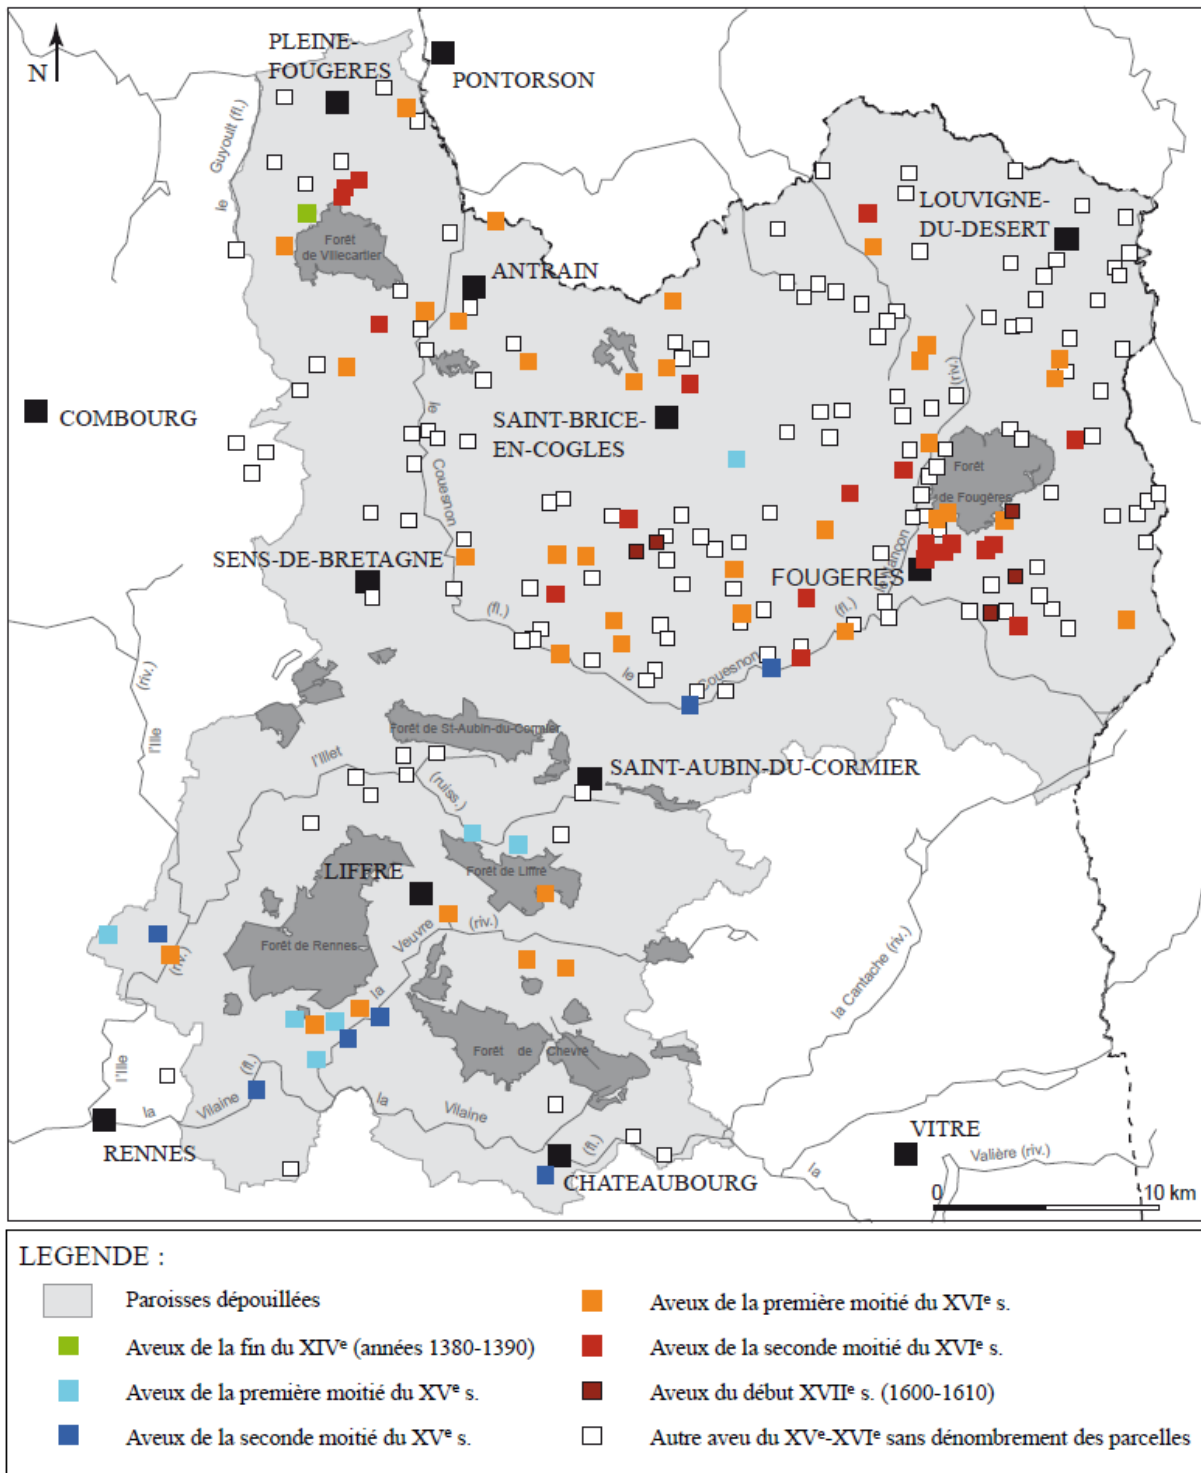 PLEINE-
FOUGERES
N
PONTORSON
Guyoult (fl.)
le
LOUVIGNE-
DU-DESERT
Forêt
de Villecartier
ANTRAIN
(riv.)
COMBOURG
le
SAINT-BRICE-
EN-COGLES
Couesnon
Forêt
de Fougères
SENS-DE-BRETAGNE
FOUGERES
le Nançon
(fl.)
(fl.)
(riv.)
le
Couesnon
l'Ille
Forêt de St-Aubin-du-Cormier
l'Illet
SAINT-AUBIN-DU-CORMIER
(ruiss.)
LIFFRE
Forêt de Liffré
Veuvre
(riv.)
Forêt de Rennes
(riv.)
la Cantache (riv.)
la
Forêt de Chevré
l'Ille
(fl.)
la
Vilaine
la
Vilaine
(fl.)
VITRE
RENNES
Valière (riv.)
la
CHATEAUBOURG
0 10 km
LEGENDE :
Paroisses dépouillées
Aveux de la première moitié du XVIe s.
Aveux de la fin du XIVe (années 1380-1390)
Aveux de la seconde moitié du XVIe s.
Aveux de la première moitié du XVe s.
Aveux du début XVIIe s. (1600-1610)
Aveux de la seconde moitié du XVe s.
Autre aveu du XVe-XVIe sans dénombrement des parcelles